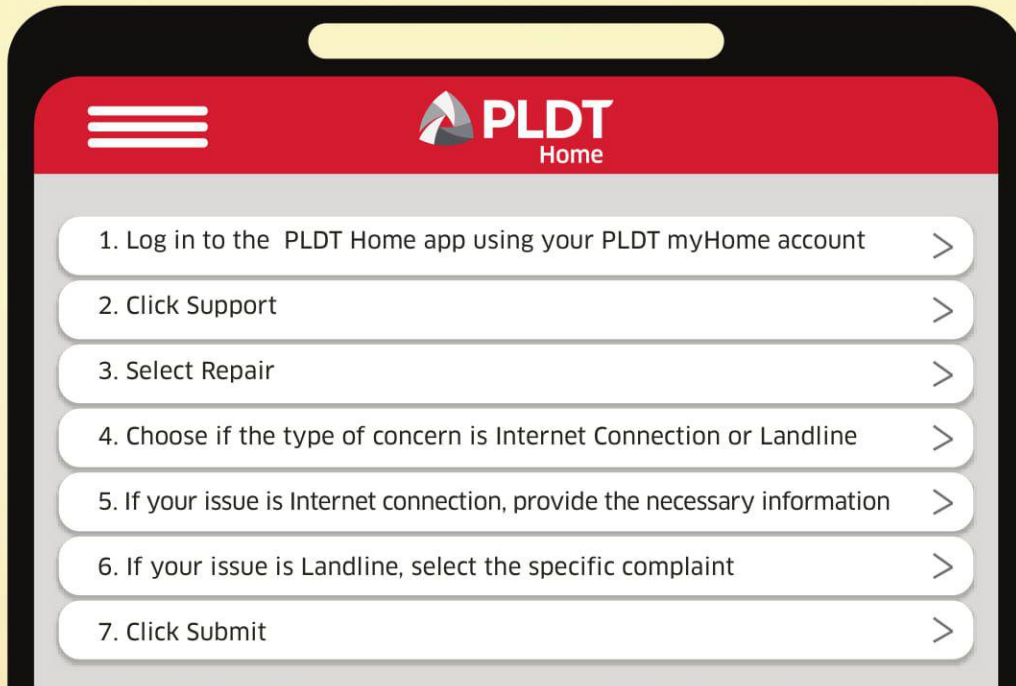 PLDT
Home
1. Log in to the PLDT Home app using your PLDT myHome account
2. Click Support
3. Select Repair
4. Choose if the type of concern is Internet Connection or Landline
5. If your issue is Internet connection, provide the necessary information
6. If your issue is Landline, select the specific complaint
7. Click Submit